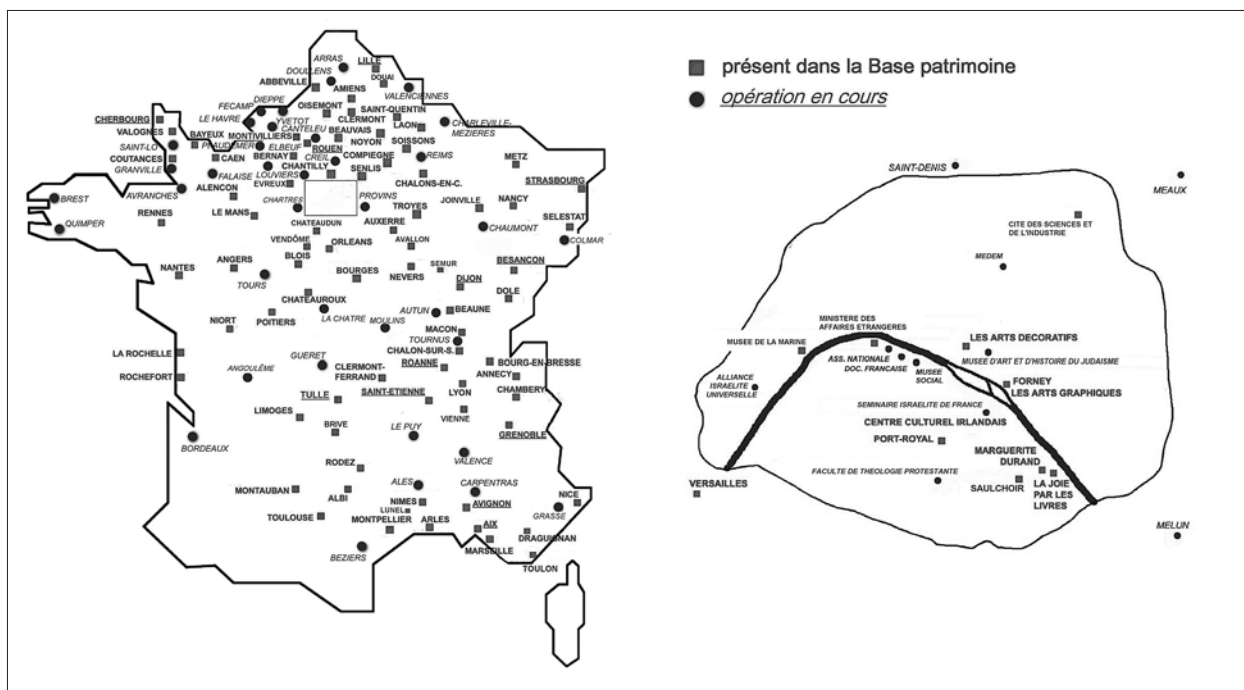 ARRAS
LILLE
DOULLENS
DOUAI
ABBEVILLE
AMIENS
VALENCIENNES
DIEPPE
FECAMP
OISEMONT
SAINT-QUENTIN
LE HAVRE
YVETOT
CLERMONT
CHERBOURG
CANTELEU
LAON
CHARLEVILLE-
MEZIERES
VALOGNES
MONTIVILLIERS
BEAUVAIS
BAYEUX
NOYON
SOISSONS
SAINT-LO
ELBEUF
ROUEN
COUTANCES
CAEN
BERNAY
CREIL
COMPIEGNE
REIMS
METZ
GRANVILLE
FALAISE
LOUVIERS
CHANTILLY
SENLIS
CHALONS-EN-C.
STRASBOURG
ALENCON
EVREUX
AVRANCHES
PROVINS
BREST
CHARTRES
JOINVILLE
NANCY
RENNES
LE MANS
TROYES
SELESTAT
QUIMPER
CHATEAUDUN
AUXERRE
CHAUMONT
COLMAR
VENDÔME
ORLEANS
AVALLON
ANGERS
BLOIS
SEMUR
BESANCON
NANTES
BOURGES
NEVERS
DIJON
TOURS
CHATEAUROUX
DOLE
AUTUN
BEAUNE
POITIERS
LA CHATRE
MOULINS
NIORT
MACON
TOURNUS
LA ROCHELLE
GUERET
CHALON-SUR-S.
CLERMONT-
FERRAND
ROANNE
BOURG-EN-BRESSE
ROCHEFORT
ANGOULÊME
ANNECY
TULLE
SAINT-ETIENNE
LYON
CHAMBERY
LIMOGES
BRIVE
LE PUY
VIENNE
GRENOBLE
BORDEAUX
VALENCE
RODEZ
ALES
CARPENTRAS
MONTAUBAN
ALBI
NIMES
NICE
LUNEL
AVIGNON
GRASSE
TOULOUSE
MONTPELLIER
ARLES
AIX
DRAGUIGNAN
BEZIERS
MARSEILLE
TOULON
présent dans la Base patrimoine
opération en cours
SAINT-DENIS
MEAUX
CITE DES SCIENCES ET
DE L'INDUSTRIE
MEDEM
MINISTERE DES
AFFAIRES ETRANGERES
MUSEE DE LA MARINE
LES ARTS DECORATIFS
ASS. NATIONALE
MUSEE D'ART ET D'HISTOIRE DU JUDAISME
DOC. FRANCAISE
MUSEE
SOCIAL
ALLIANCE
ISRAELITE
UNIVERSELLE
FORNEY
LES ARTS GRAPHIQUES
SEMINAIRE ISRAELITE DE FRANCE
CENTRE CULTUREL IRLANDAIS
PORT-ROYAL
MARGUERITE
DURAND
FACULTE DE THEOLOGIE PROTESTANTE
VERSAILLES
SAULCHOIR
LA JOIE
PAR LES
LIVRES
MELUN